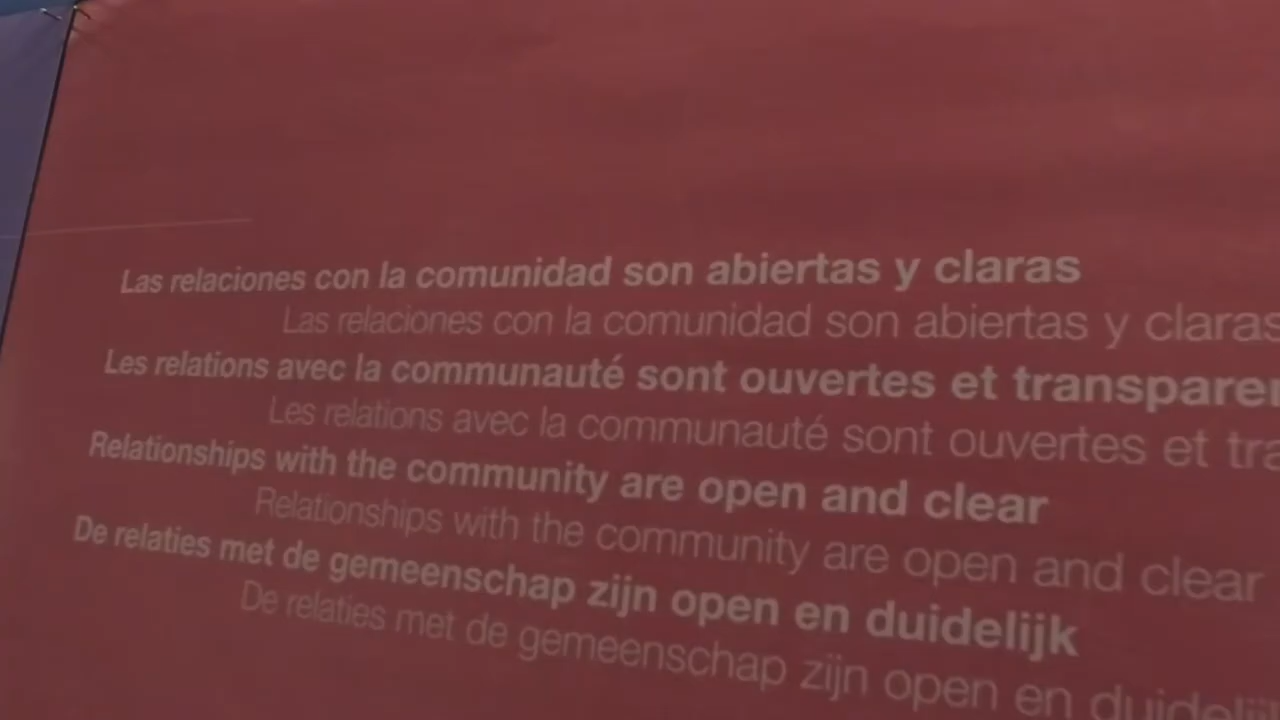 Las relaciones con la comunidad son abiertas y claras
Las relaciones con la comunidad son abiertas y claras
Les relations avec la communauté sont ouvertes et
Les relations avec la communauté sont ouvertes et
Relationships with the community are open and clear
Relationships with the community are open and clear
De relaties met de gemeenschap zijn open en duidelijk
De relaties met de gemeenschap zijn open en